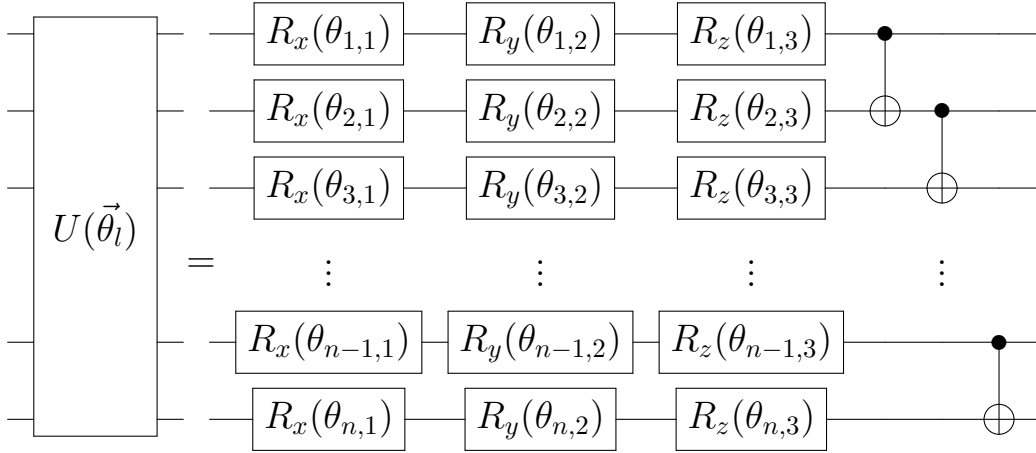 R_x(θ_{1,1}) R_y(θ_{1,2}) R_z(θ_{1,3})
R_x(θ_{2,1}) R_y(θ_{2,2}) R_z(θ_{2,3})
R_x(θ_{3,1}) R_y(θ_{3,2}) R_z(θ_{3,3})
U(\vec{θ}_l) = ⋮ ⋮ ⋮ ⋮
R_x(θ_{n−1,1}) R_y(θ_{n−1,2}) R_z(θ_{n−1,3})
R_x(θ_{n,1}) R_y(θ_{n,2}) R_z(θ_{n,3})